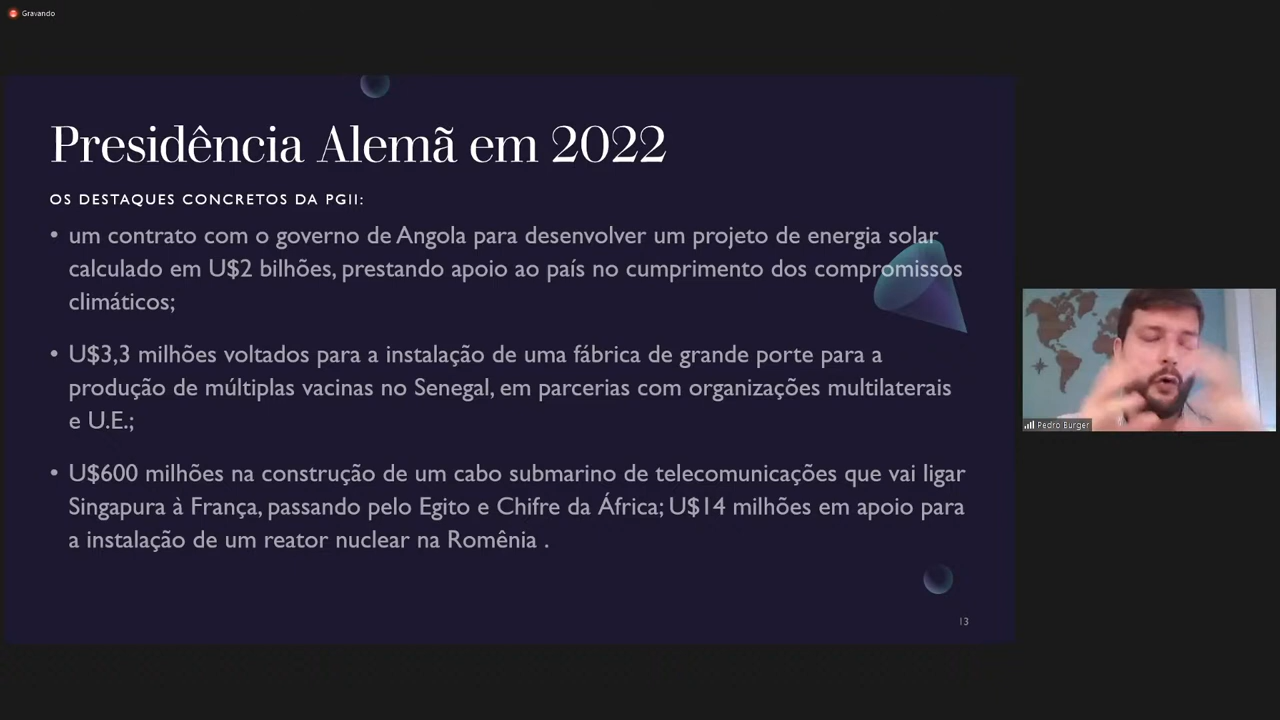 Gravando
Presidência Alemã em 2022
OS DESTAQUES CONCRETOS DA PGII:
• um contrato com o governo de Angola para desenvolver um projeto de energia solar
calculado em U$2 bilhões, prestando apoio ao país no cumprimento dos compromissos
climáticos;
• U$3,3 milhões voltados para a instalação de uma fábrica de grande porte para a
produção de múltiplas vacinas no Senegal, em parcerias com organizações multilaterais
e U.E.;
• U$600 milhões na construção de um cabo submarino de telecomunicações que vai ligar
Singapura à França, passando pelo Egito e Chifre da África; U$14 milhões em apoio para
a instalação de um reator nuclear na Romênia .
13
Pedro Burger